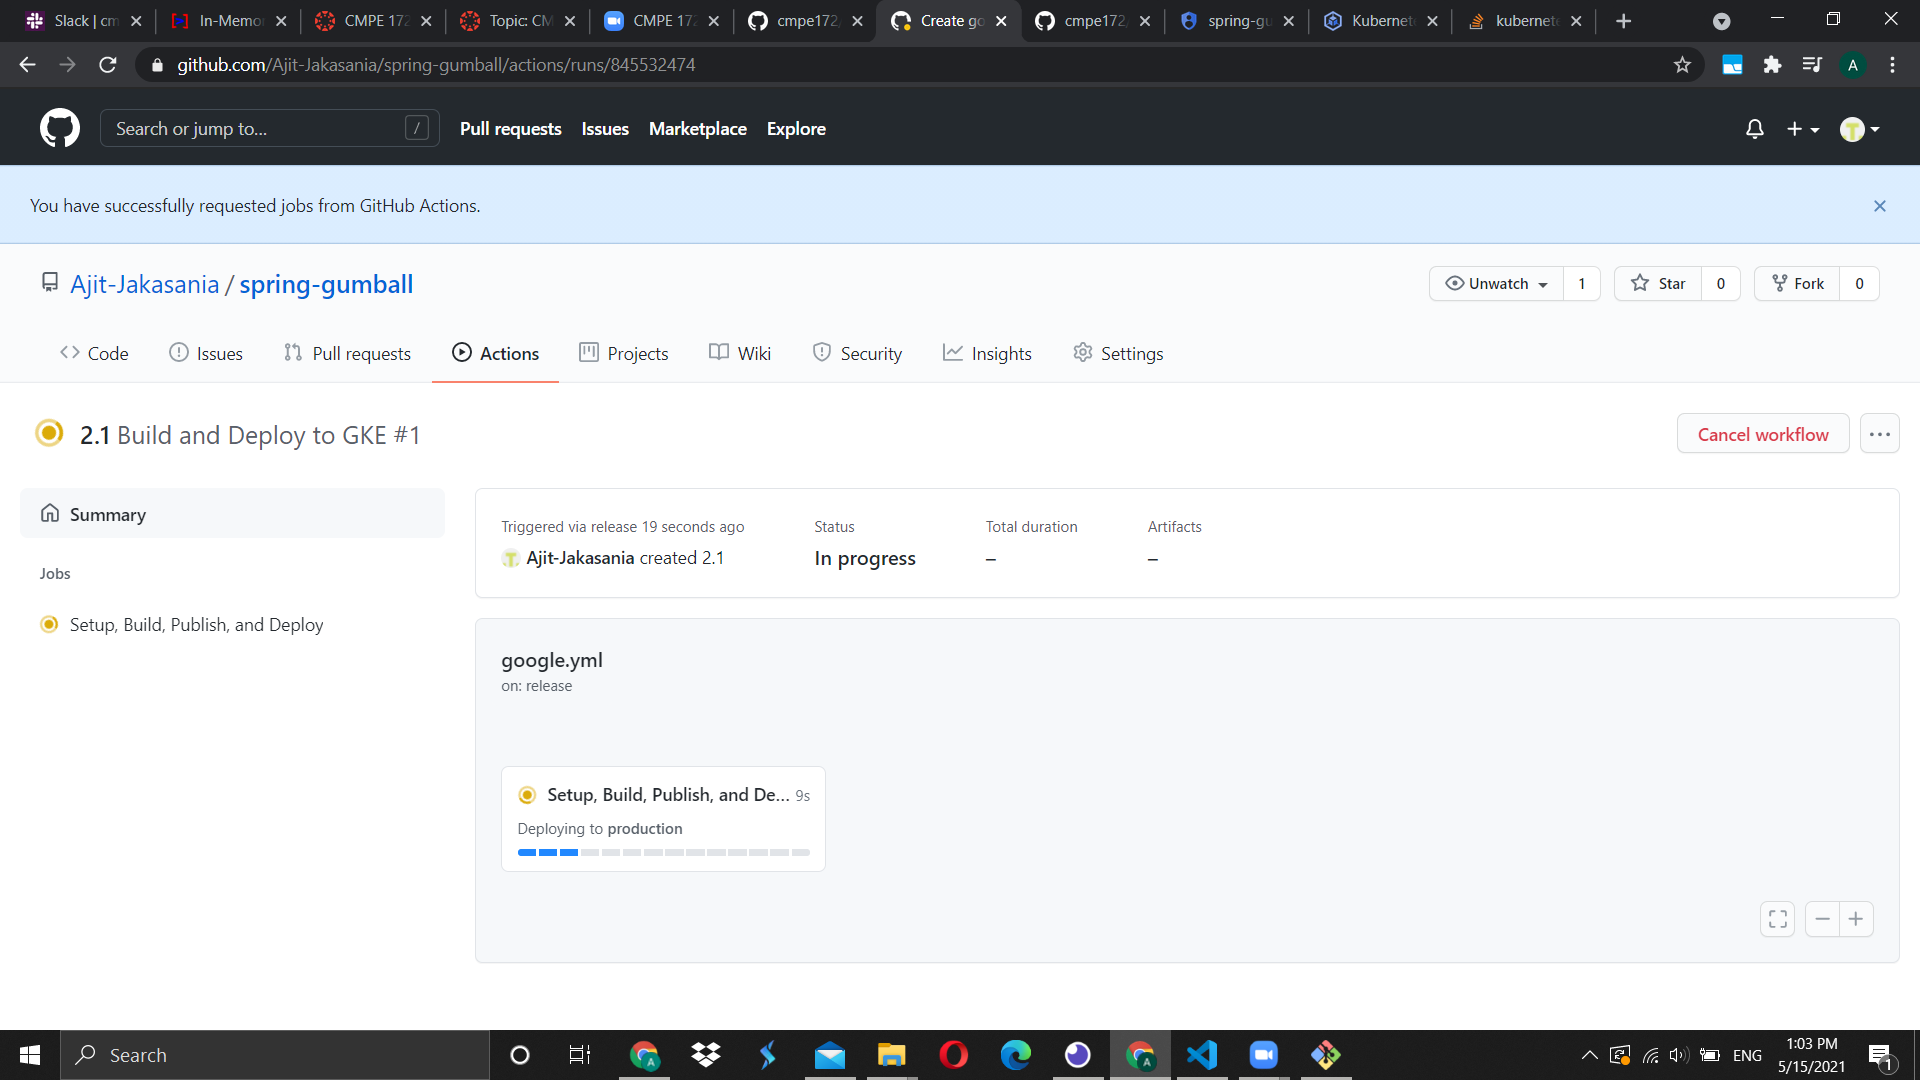 Slack | cm
In-Memo
CMPE 172
Topic: CM
CMPE 172
cmpe172
Create go
cmpe172
spring-gu
Kubernet
kubernete
github.com/Ajit-Jakasania/spring-gumball/actions/runs/845532474
A
Search or jump to...
/
Pull requests
Issues
Marketplace
Explore
You have successfully requested jobs from GitHub Actions.
Ajit-Jakasania / spring-gumball
Unwatch 1
Star 0
Fork 0
Code
Issues
Pull requests
Actions
Projects
Wiki
Security
Insights
Settings
2.1 Build and Deploy to GKE #1
Cancel workflow
Summary
Jobs
Setup, Build, Publish, and Deploy
Triggered via release 19 seconds ago
Ajit-Jakasania created 2.1
Status
In progress
Total duration
–
Artifacts
–
google.yml
on: release
Setup, Build, Publish, and De... 9s
Deploying to production
Search
ENG
1:03 PM
5/15/2021
1